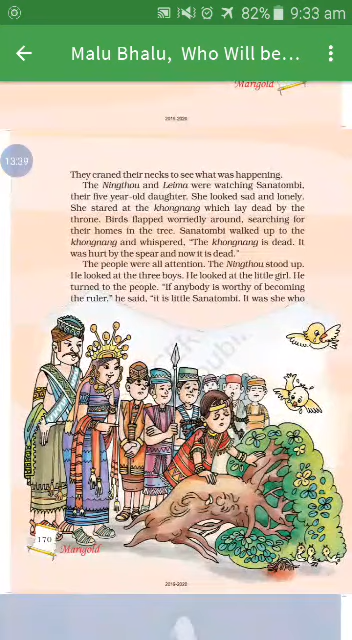 82% 9:33 am
Malu Bhalu, Who Will be...
Marigold
2019-2020
13:39
They craned their necks to see what was happening.
The Ningthou and Leima were watching Sanatombi,
their five year-old daughter. She looked sad and lonely.
She stared at the khongnang which lay dead by the
throne. Birds flapped worriedly around, searching for
their homes in the tree. Sanatombi walked up to the
khongnang and whispered, "The khongnang is dead. It
was hurt by the spear and now it is dead."
The people were all attention. The Ningthou stood up.
He looked at the three boys. He looked at the little girl. He
turned to the people. "If anybody is worthy of becoming
the ruler," he said, "it is little Sanatombi. It was she who
170
Marigold
2019-2020